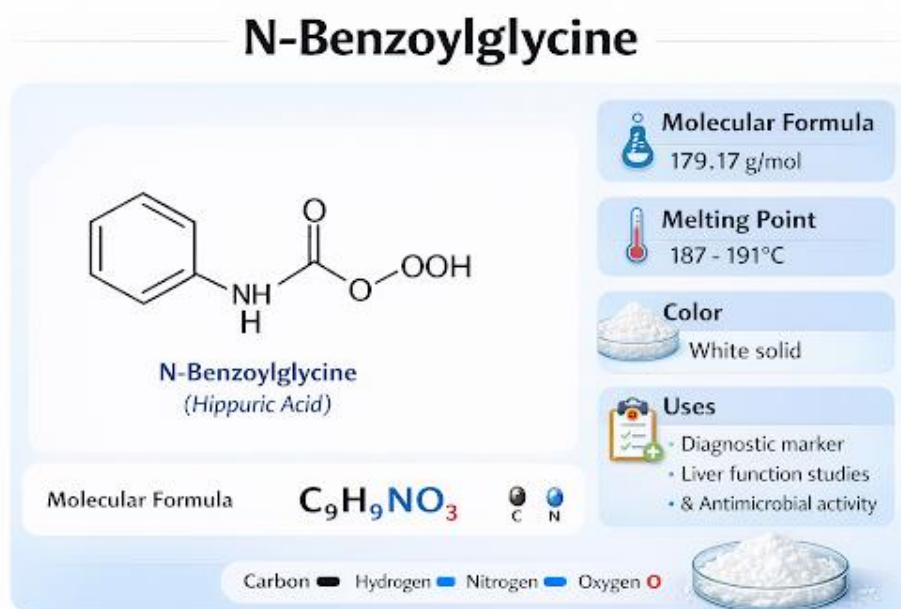 N-Benzoylglycine
O
NH
H
O
OOH
N-Benzoylglycine
(Hippuric Acid)
Molecular Formula C₉H₉NO₃ C N
Molecular Formula
179.17 g/mol
Melting Point
187 - 191°C
Color
White solid
Uses
• Diagnostic marker
• Liver function studies
• & Antimicrobial activity
Carbon Hydrogen Nitrogen Oxygen O